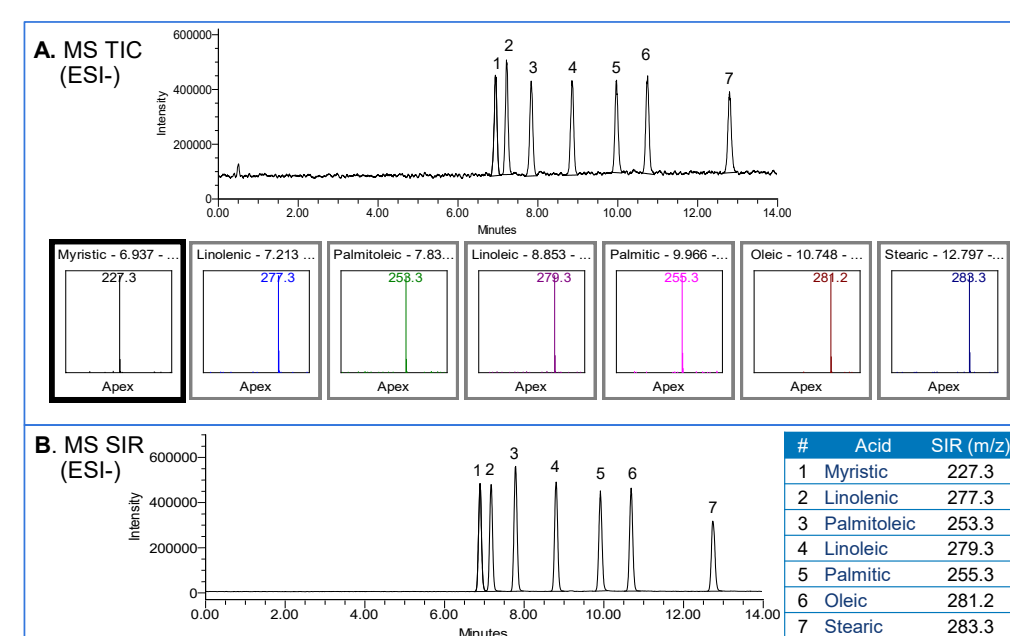 A. MS TIC
(ESI-)
Intensity
600000
400000
200000
0
1
2
3
4
5
6
7
0.00 2.00 4.00 6.00 8.00 10.00 12.00 14.00
Minutes
Myristic - 6.937 - ...
227.3
Apex
Linolenic - 7.213 ...
277.3
Apex
Palmitoleic - 7.83...
253.3
Apex
Linoleic - 8.853 - ...
279.3
Apex
Palmitic - 9.966 -...
255.3
Apex
Oleic - 10.748 - ...
281.2
Apex
Stearic - 12.797 -...
283.3
Apex
B. MS SIR
(ESI-)
Intensity
600000
400000
200000
0
1
2
3
4
5
6
7
0.00 2.00 4.00 6.00 8.00 10.00 12.00 14.00
Minutes
# Acid SIR (m/z)
1 Myristic 227.3
2 Linolenic 277.3
3 Palmitoleic 253.3
4 Linoleic 279.3
5 Palmitic 255.3
6 Oleic 281.2
7 Stearic 283.3